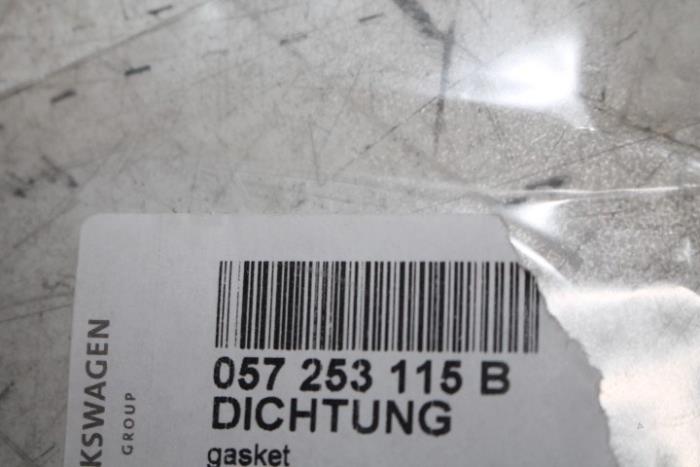 057 253 115 B
DICHTUNG
gasket
KSWAGEN
GROUP